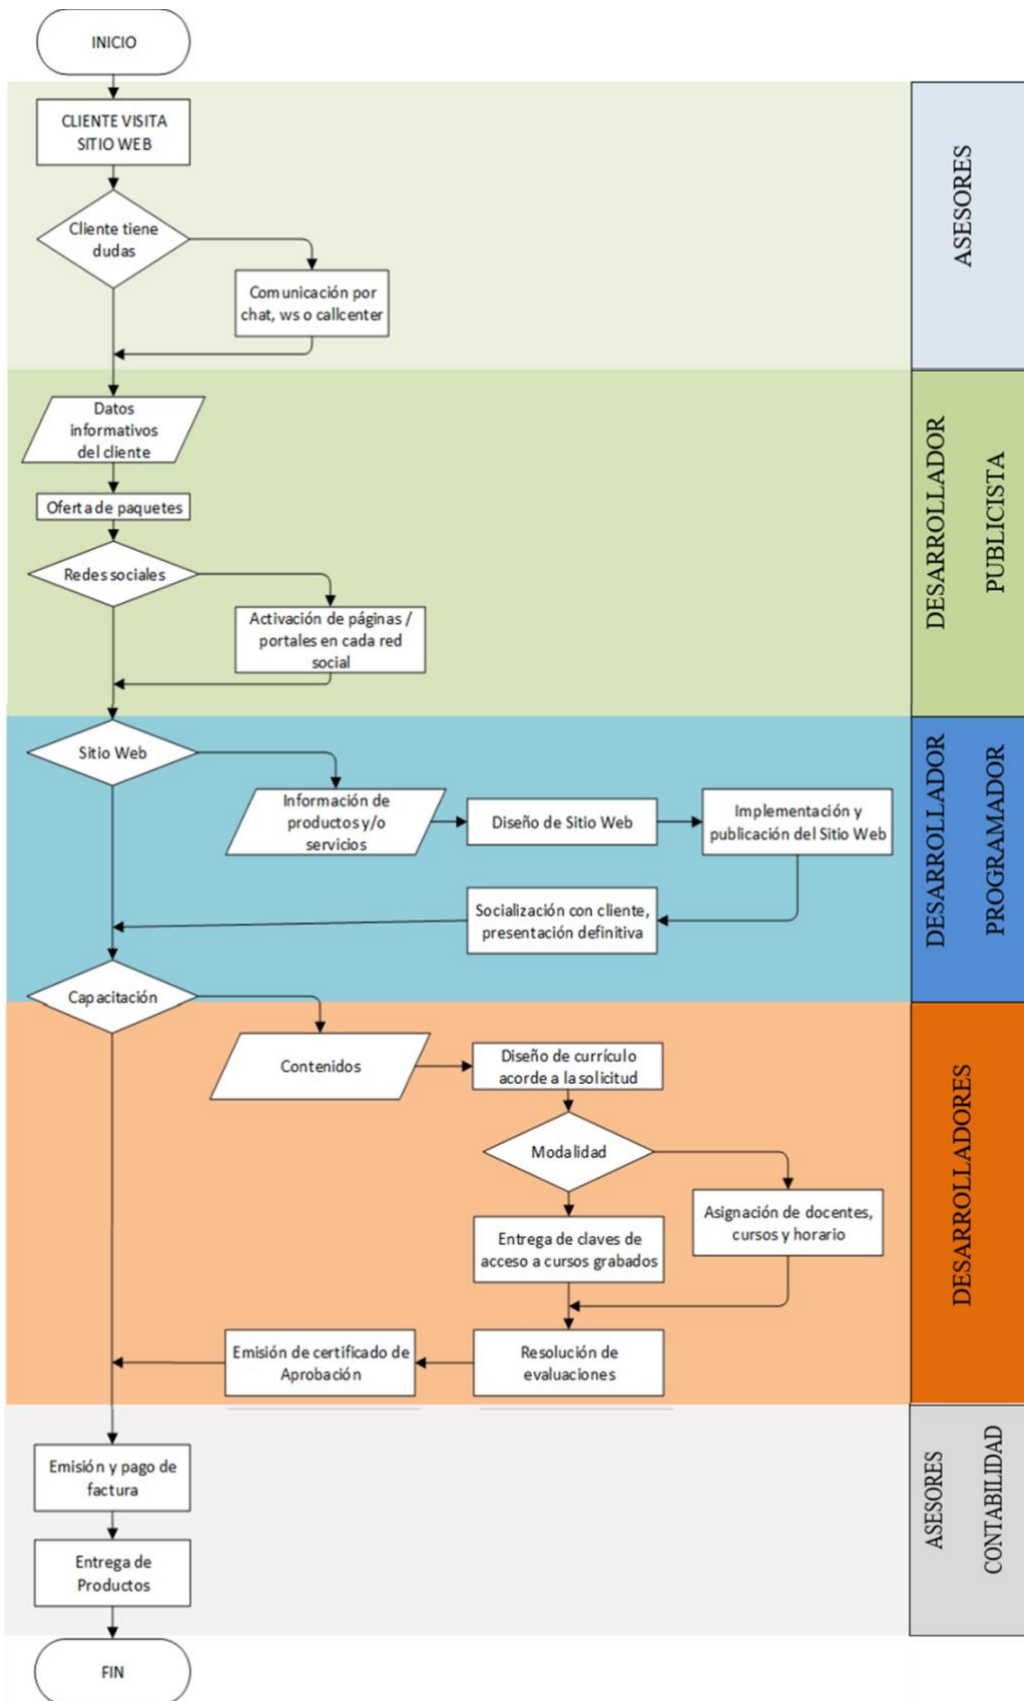 INICIO
CLIENTE VISITA
SITIO WEB
Cliente tiene
dudas
Comunicación por
chat, ws o callcenter
ASESORES
Datos
informativos
del cliente
Oferta de paquetes
Redes sociales
Activación de páginas /
portales en cada red
social
DESARROLLADOR
PUBLICISTA
Sitio Web
Información de
productos y/o
servicios
Diseño de Sitio Web
Implementación y
publicación del Sitio Web
Socialización con cliente,
presentación definitiva
DESARROLLADOR
PROGRAMADOR
Capacitación
Contenidos
Diseño de currículo
acorde a la solicitud
Modalidad
Asignación de docentes,
cursos y horario
Entrega de claves de
acceso a cursos grabados
Resolución de
evaluaciones
Emisión de certificado de
Aprobación
DESARROLLADORES
Emisión y pago de
factura
Entrega de
Productos
ASESORES
CONTABILIDAD
FIN